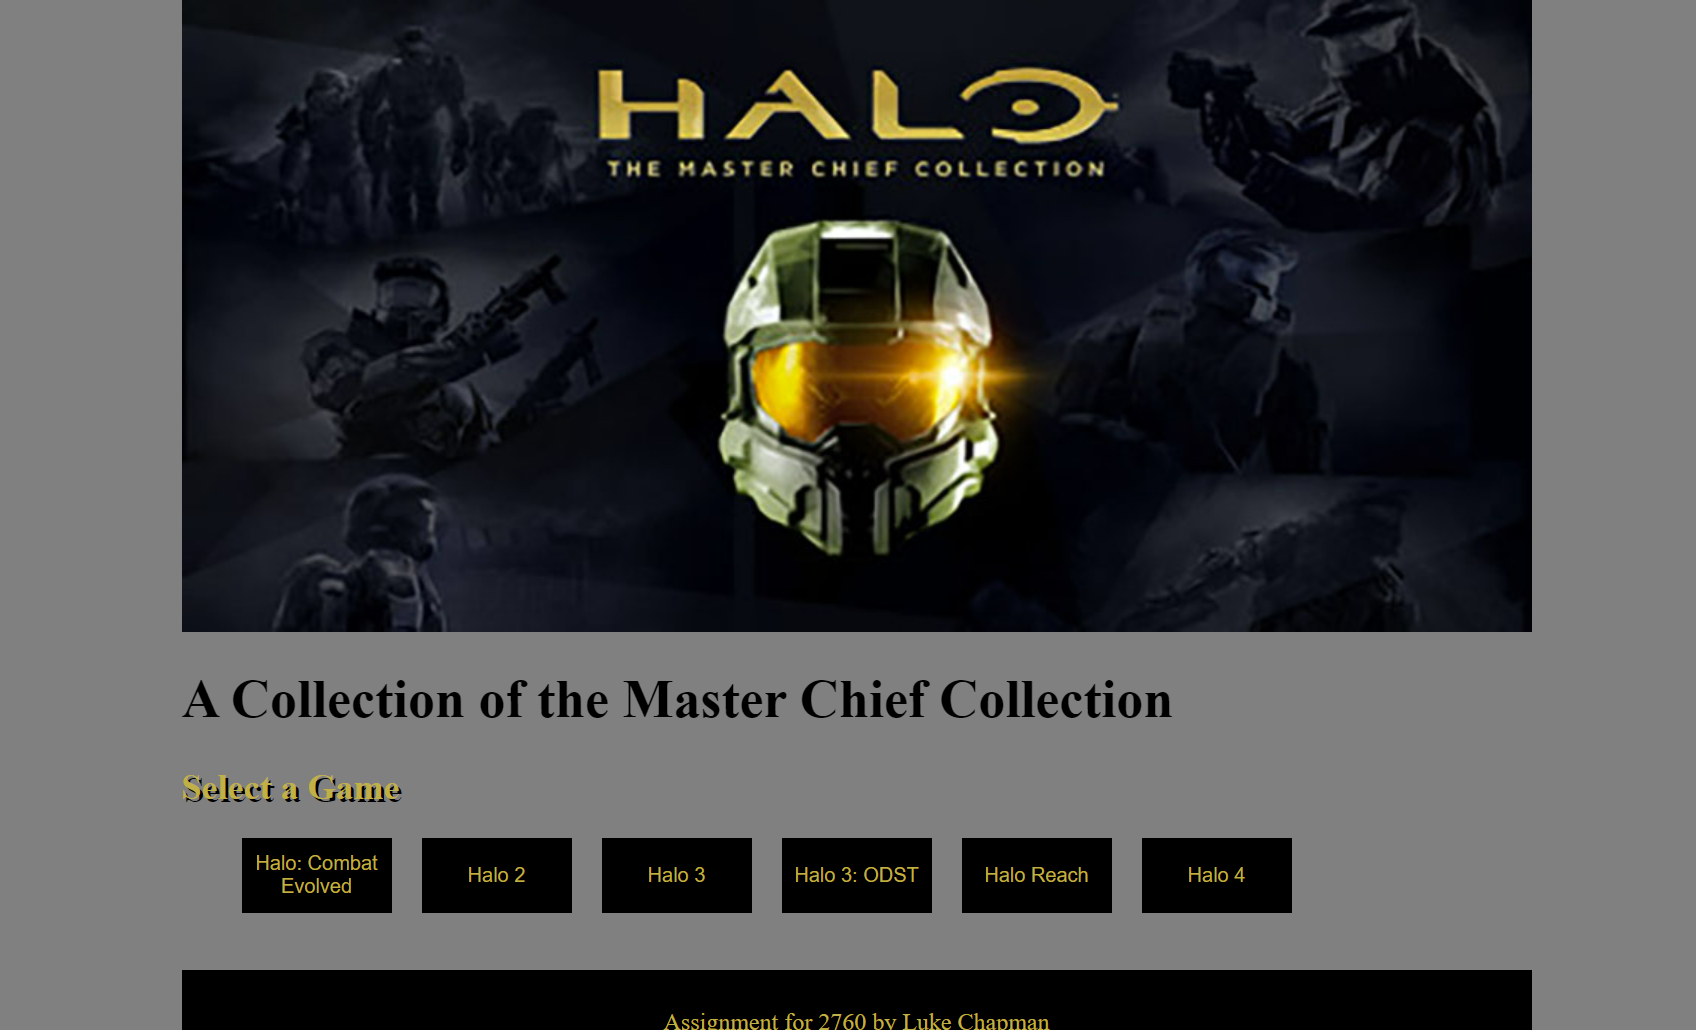 HALO
THE MASTER CHIEF COLLECTION
A Collection of the Master Chief Collection
Select a Game
Halo: Combat
Evolved
Halo 2
Halo 3
Halo 3: ODST
Halo Reach
Halo 4
Assignment for 2760 by Luke Chapman